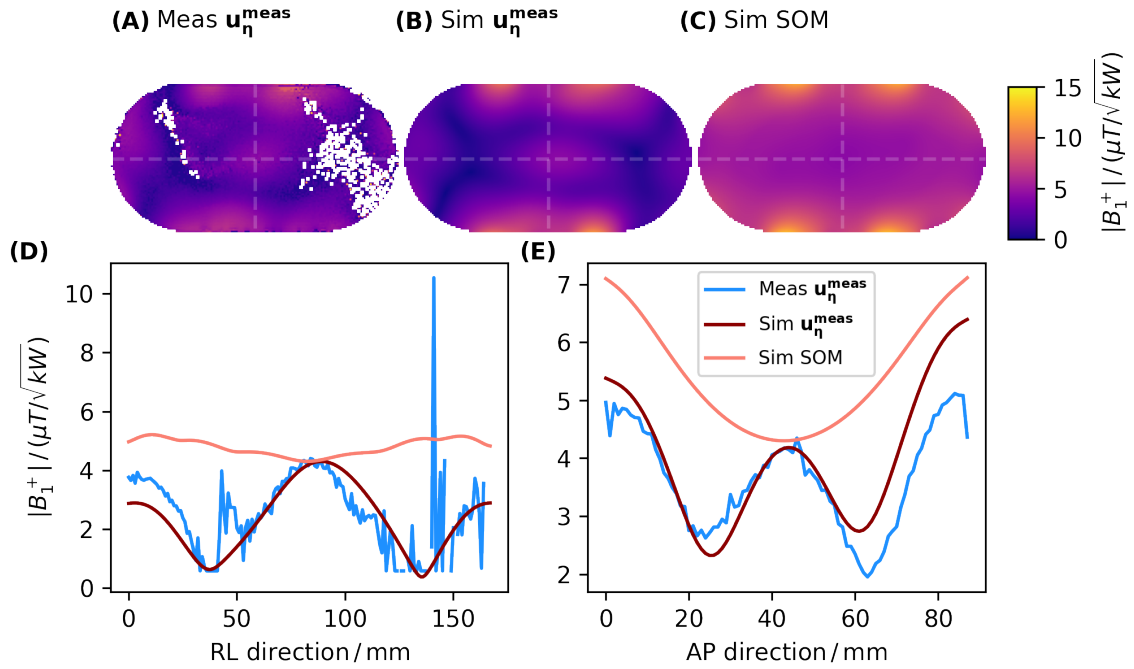 (A) Meas u_η^meas
(B) Sim u_η^meas
(C) Sim SOM
15
10
5
0
|B₁⁺| / (μT/√kW)
(D)
10
8
6
4
2
0
|B₁⁺| / (μT/√kW)
0 50 100 150
RL direction / mm
(E)
7
6
5
4
3
2
Meas u_η^meas
Sim u_η^meas
Sim SOM
0 20 40 60 80
AP direction / mm